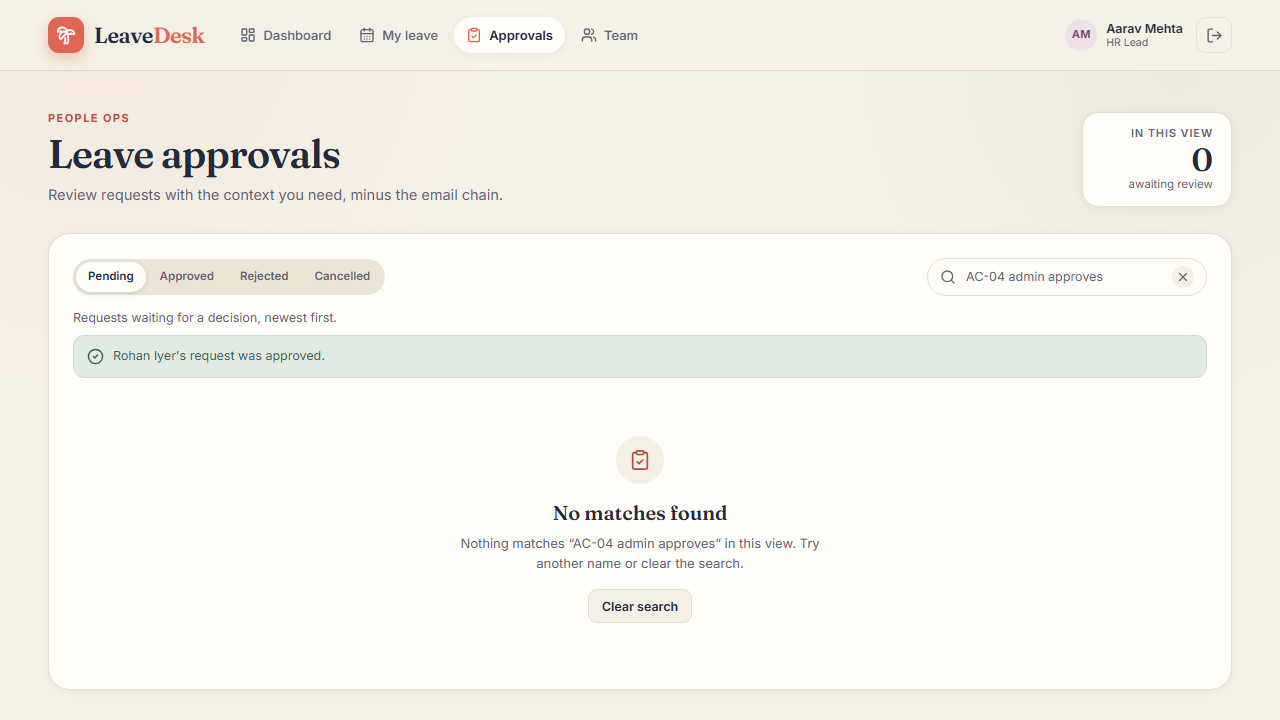 LeaveDesk
Dashboard
My leave
Approvals
Team
AM
Aarav Mehta
HR Lead
PEOPLE OPS
Leave approvals
Review requests with the context you need, minus the email chain.
IN THIS VIEW
0
awaiting review
Pending
Approved
Rejected
Cancelled
AC-04 admin approves
Requests waiting for a decision, newest first.
Rohan Iyer's request was approved.
No matches found
Nothing matches “AC-04 admin approves” in this view. Try
another name or clear the search.
Clear search